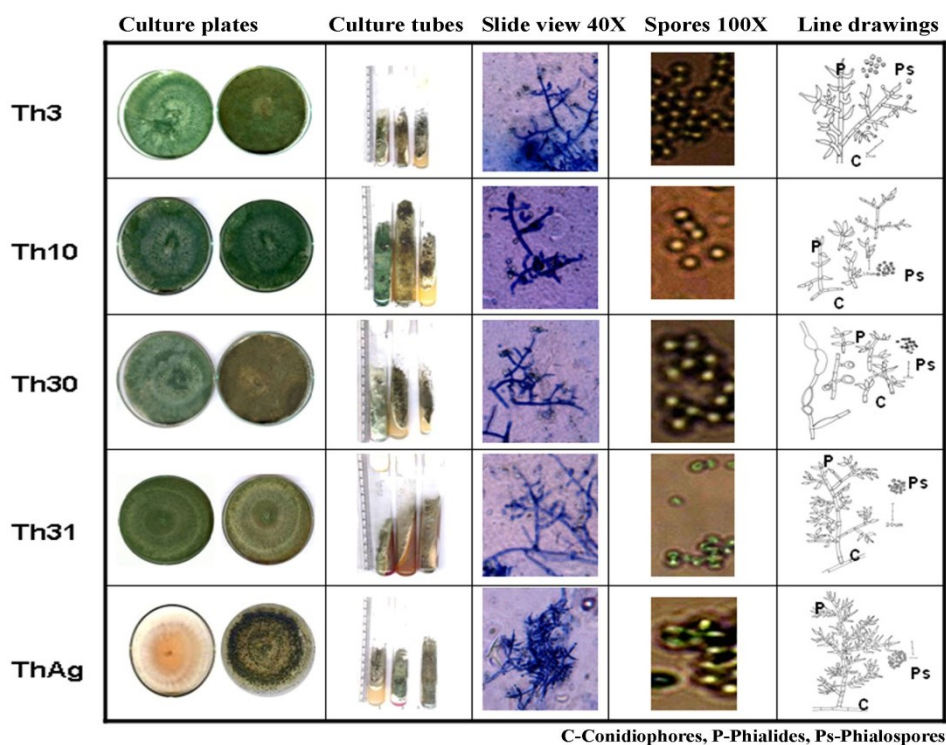 Culture plates Culture tubes Slide view 40X Spores 100X Line drawings
Th3 P Ps C
Th10 P Ps C
Th30 P Ps C
Th31 P Ps C
ThAg P Ps C
C-Conidiophores, P-Phialides, Ps-Phialospores